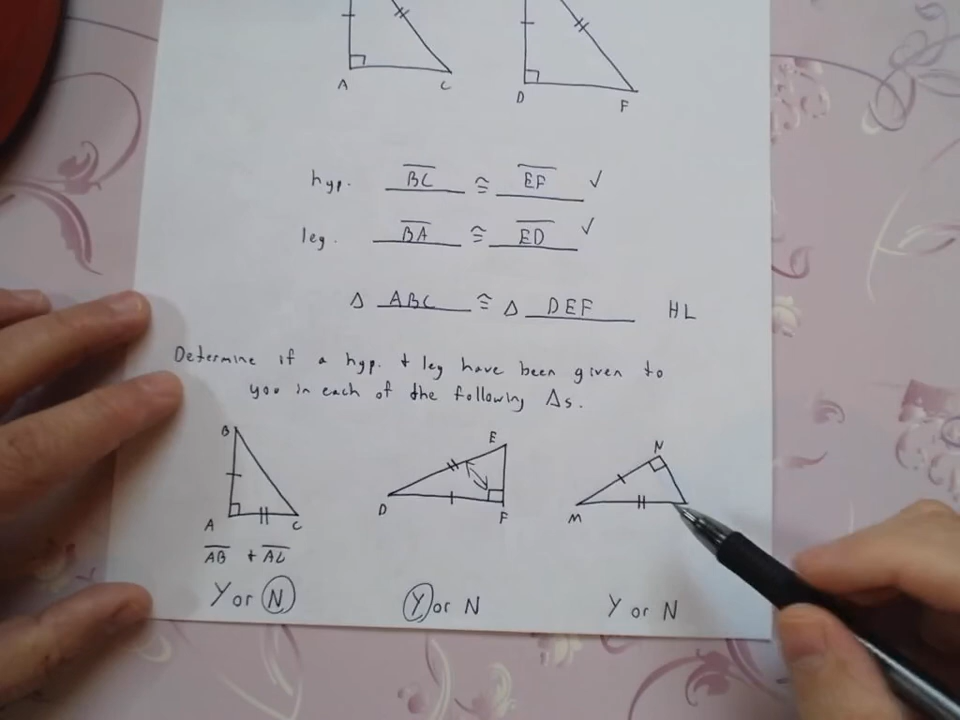 A C D F
hyp. BC ≅ EF ✓
leg. BA ≅ ED ✓
Δ ABC ≅ Δ DEF HL
Determine if a hyp. + leg have been given to
you in each of the following Δs.
B E N
D M
A C F
AB + AC
Y or N Y or N Y or N